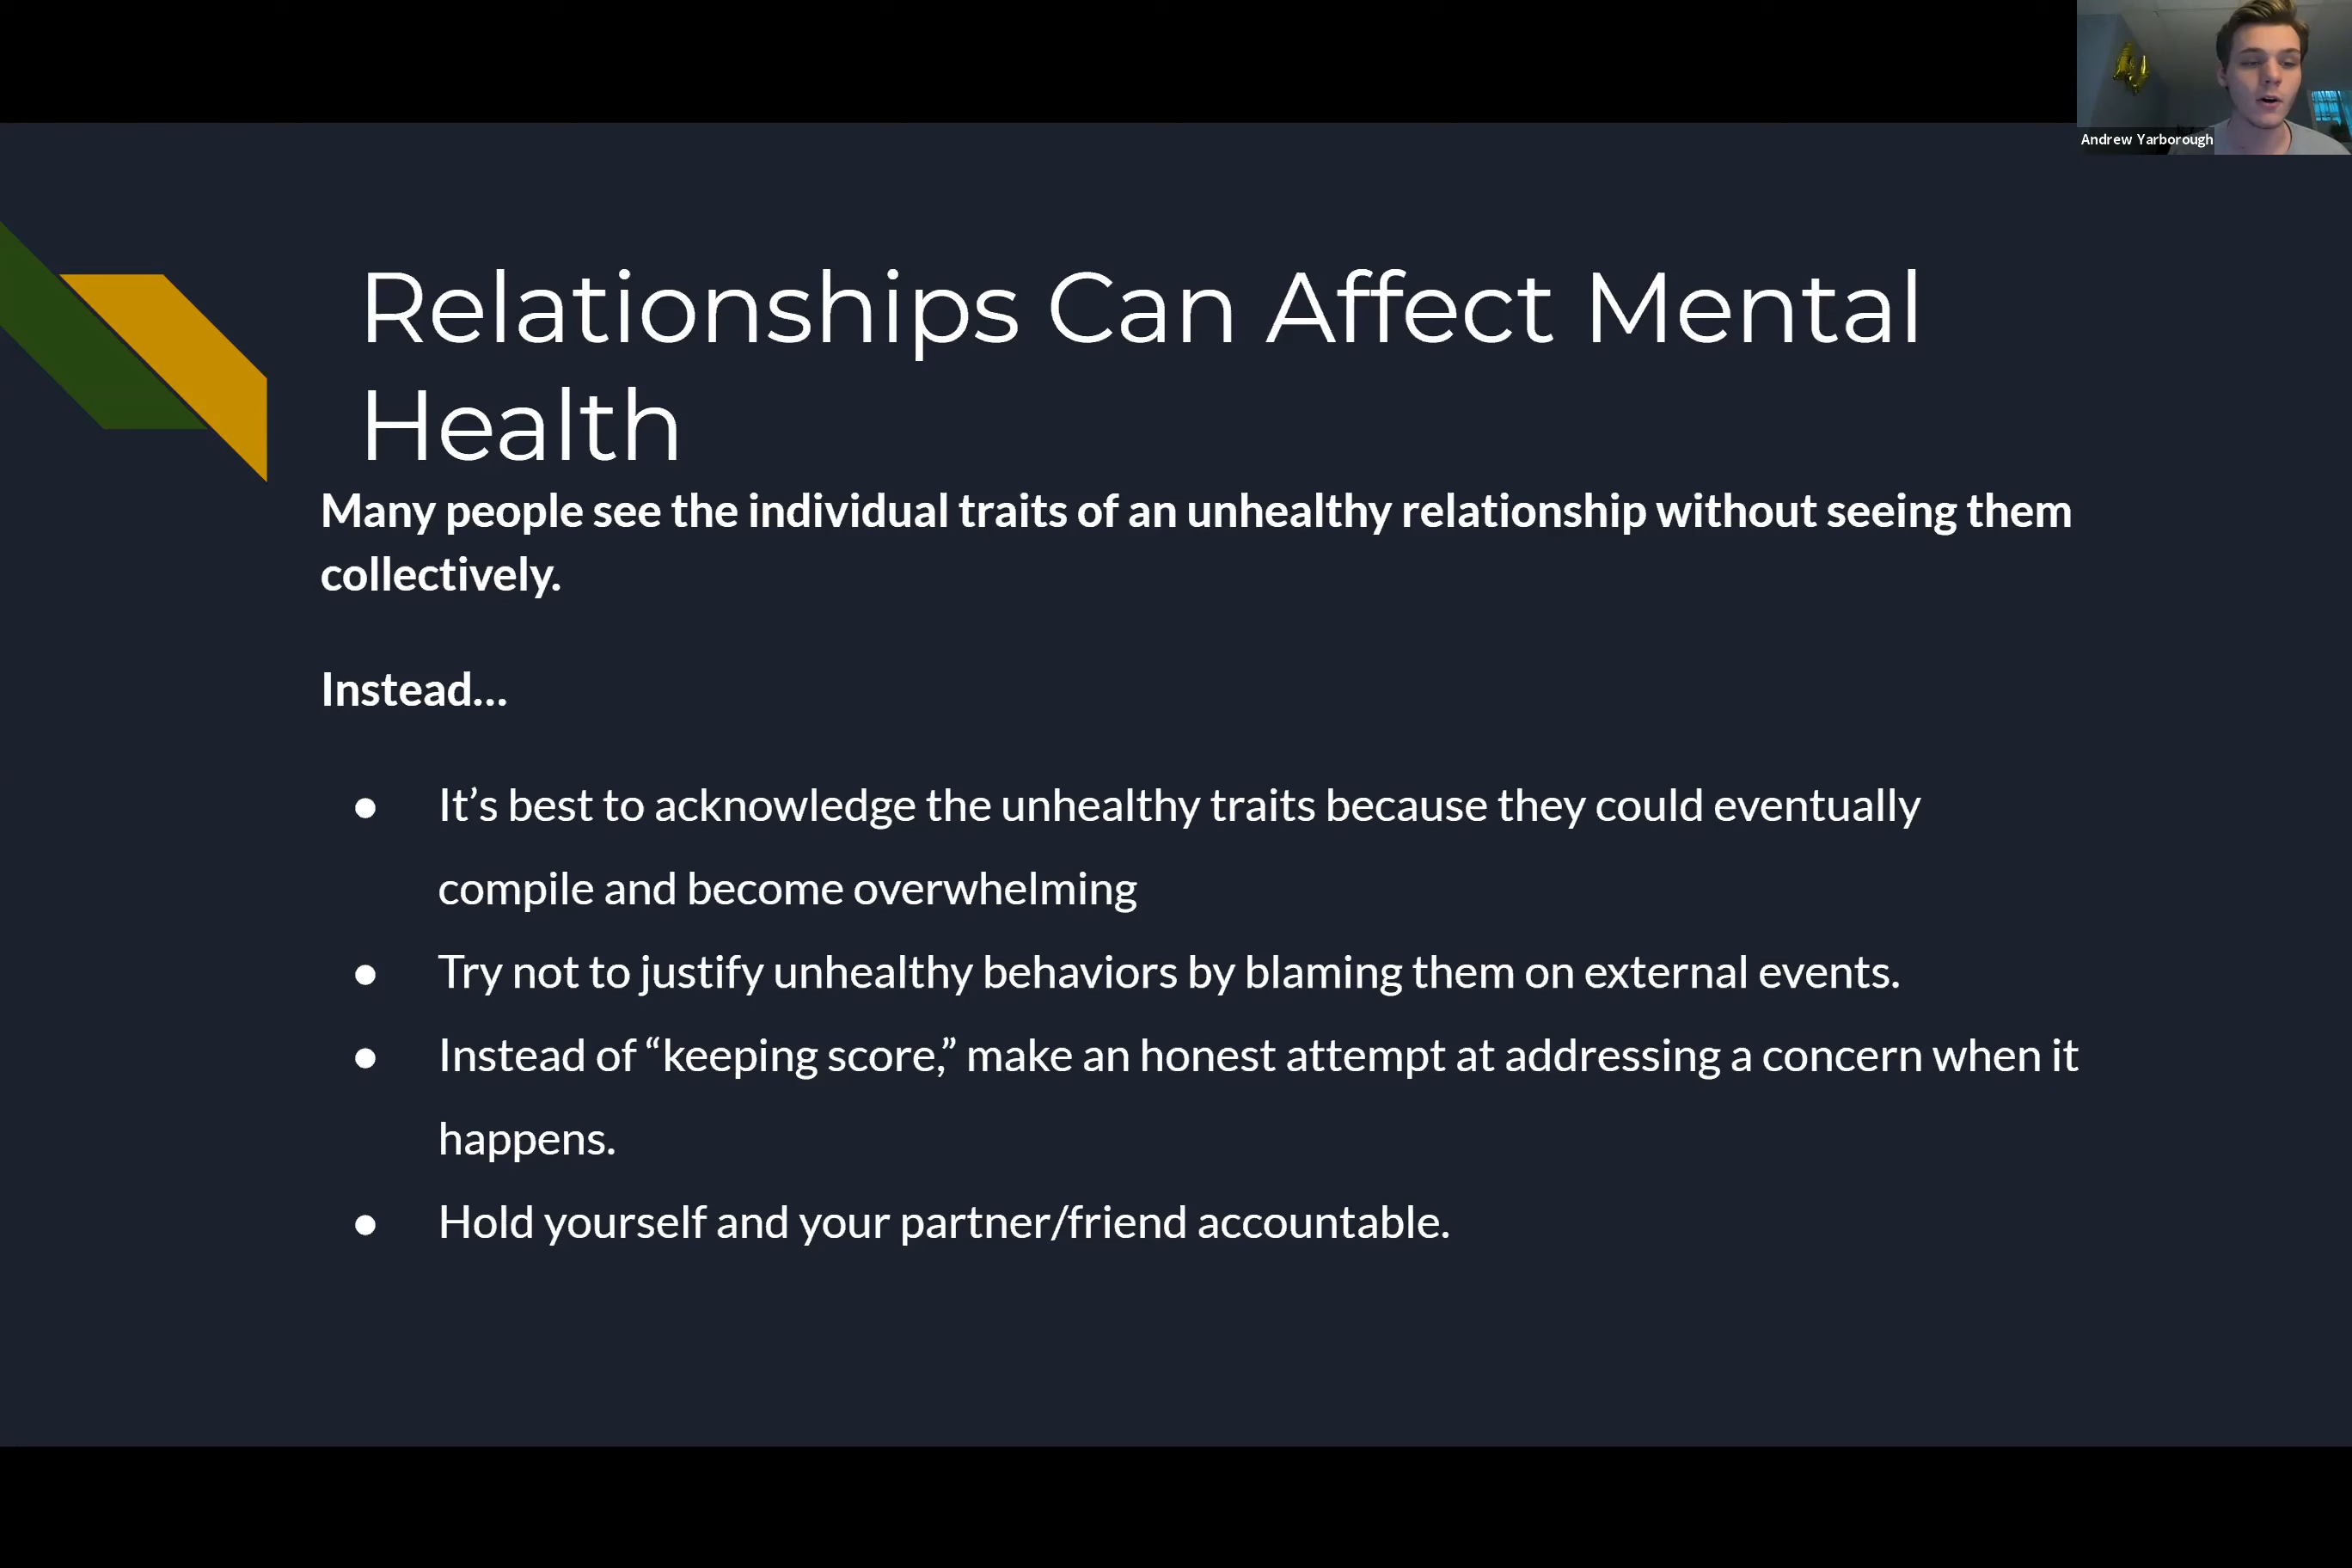 Andrew Yarborough
Relationships Can Affect Mental
Health
Many people see the individual traits of an unhealthy relationship without seeing them
collectively.
Instead...
● It’s best to acknowledge the unhealthy traits because they could eventually
compile and become overwhelming
● Try not to justify unhealthy behaviors by blaming them on external events.
● Instead of “keeping score,” make an honest attempt at addressing a concern when it
happens.
● Hold yourself and your partner/friend accountable.